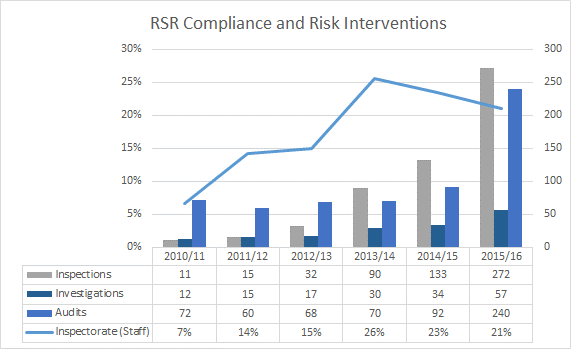 RSR Compliance and Risk Interventions
30% 300
25% 250
20% 200
15% 150
10% 100
5% 50
0% 0
2010/11 2011/12 2012/13 2013/14 2014/15 2015/16
Inspections 11 15 32 90 133 272
Investigations 12 15 17 30 34 57
Audits 72 60 68 70 92 240
Inspectorate (Staff) 7% 14% 15% 26% 23% 21%